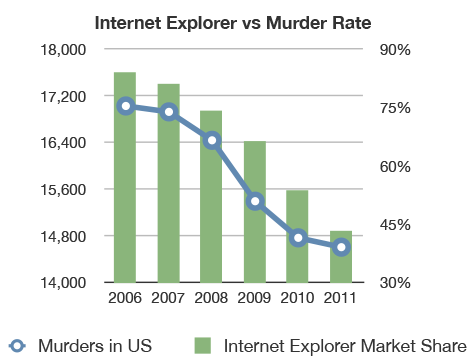 Internet Explorer vs Murder Rate
18,000 90%
17,200 75%
16,400 60%
15,600 45%
14,800
14,000 30%
2006 2007 2008 2009 2010 2011
Murders in US Internet Explorer Market Share